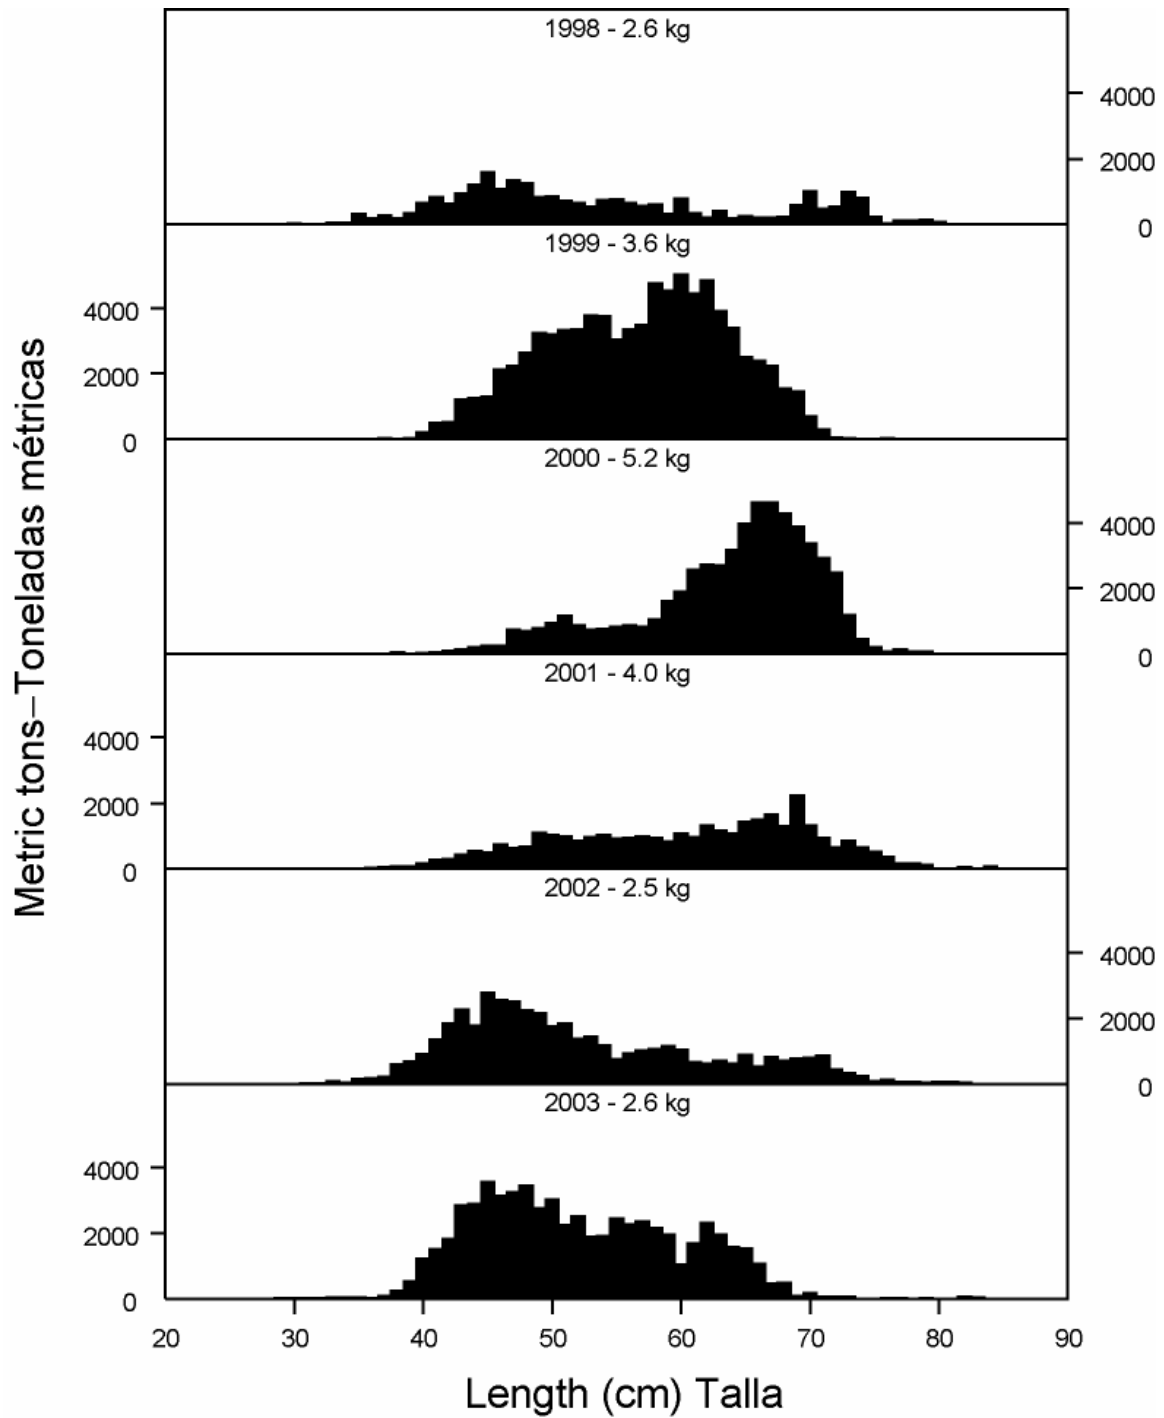 1998 - 2.6 kg
4000
2000
0
1999 - 3.6 kg
4000
2000
0
2000 - 5.2 kg
4000
2000
0
2001 - 4.0 kg
4000
2000
0
2002 - 2.5 kg
4000
2000
0
2003 - 2.6 kg
4000
2000
0
20 30 40 50 60 70 80 90
Length (cm) Talla
Metric tons–Toneladas métricas